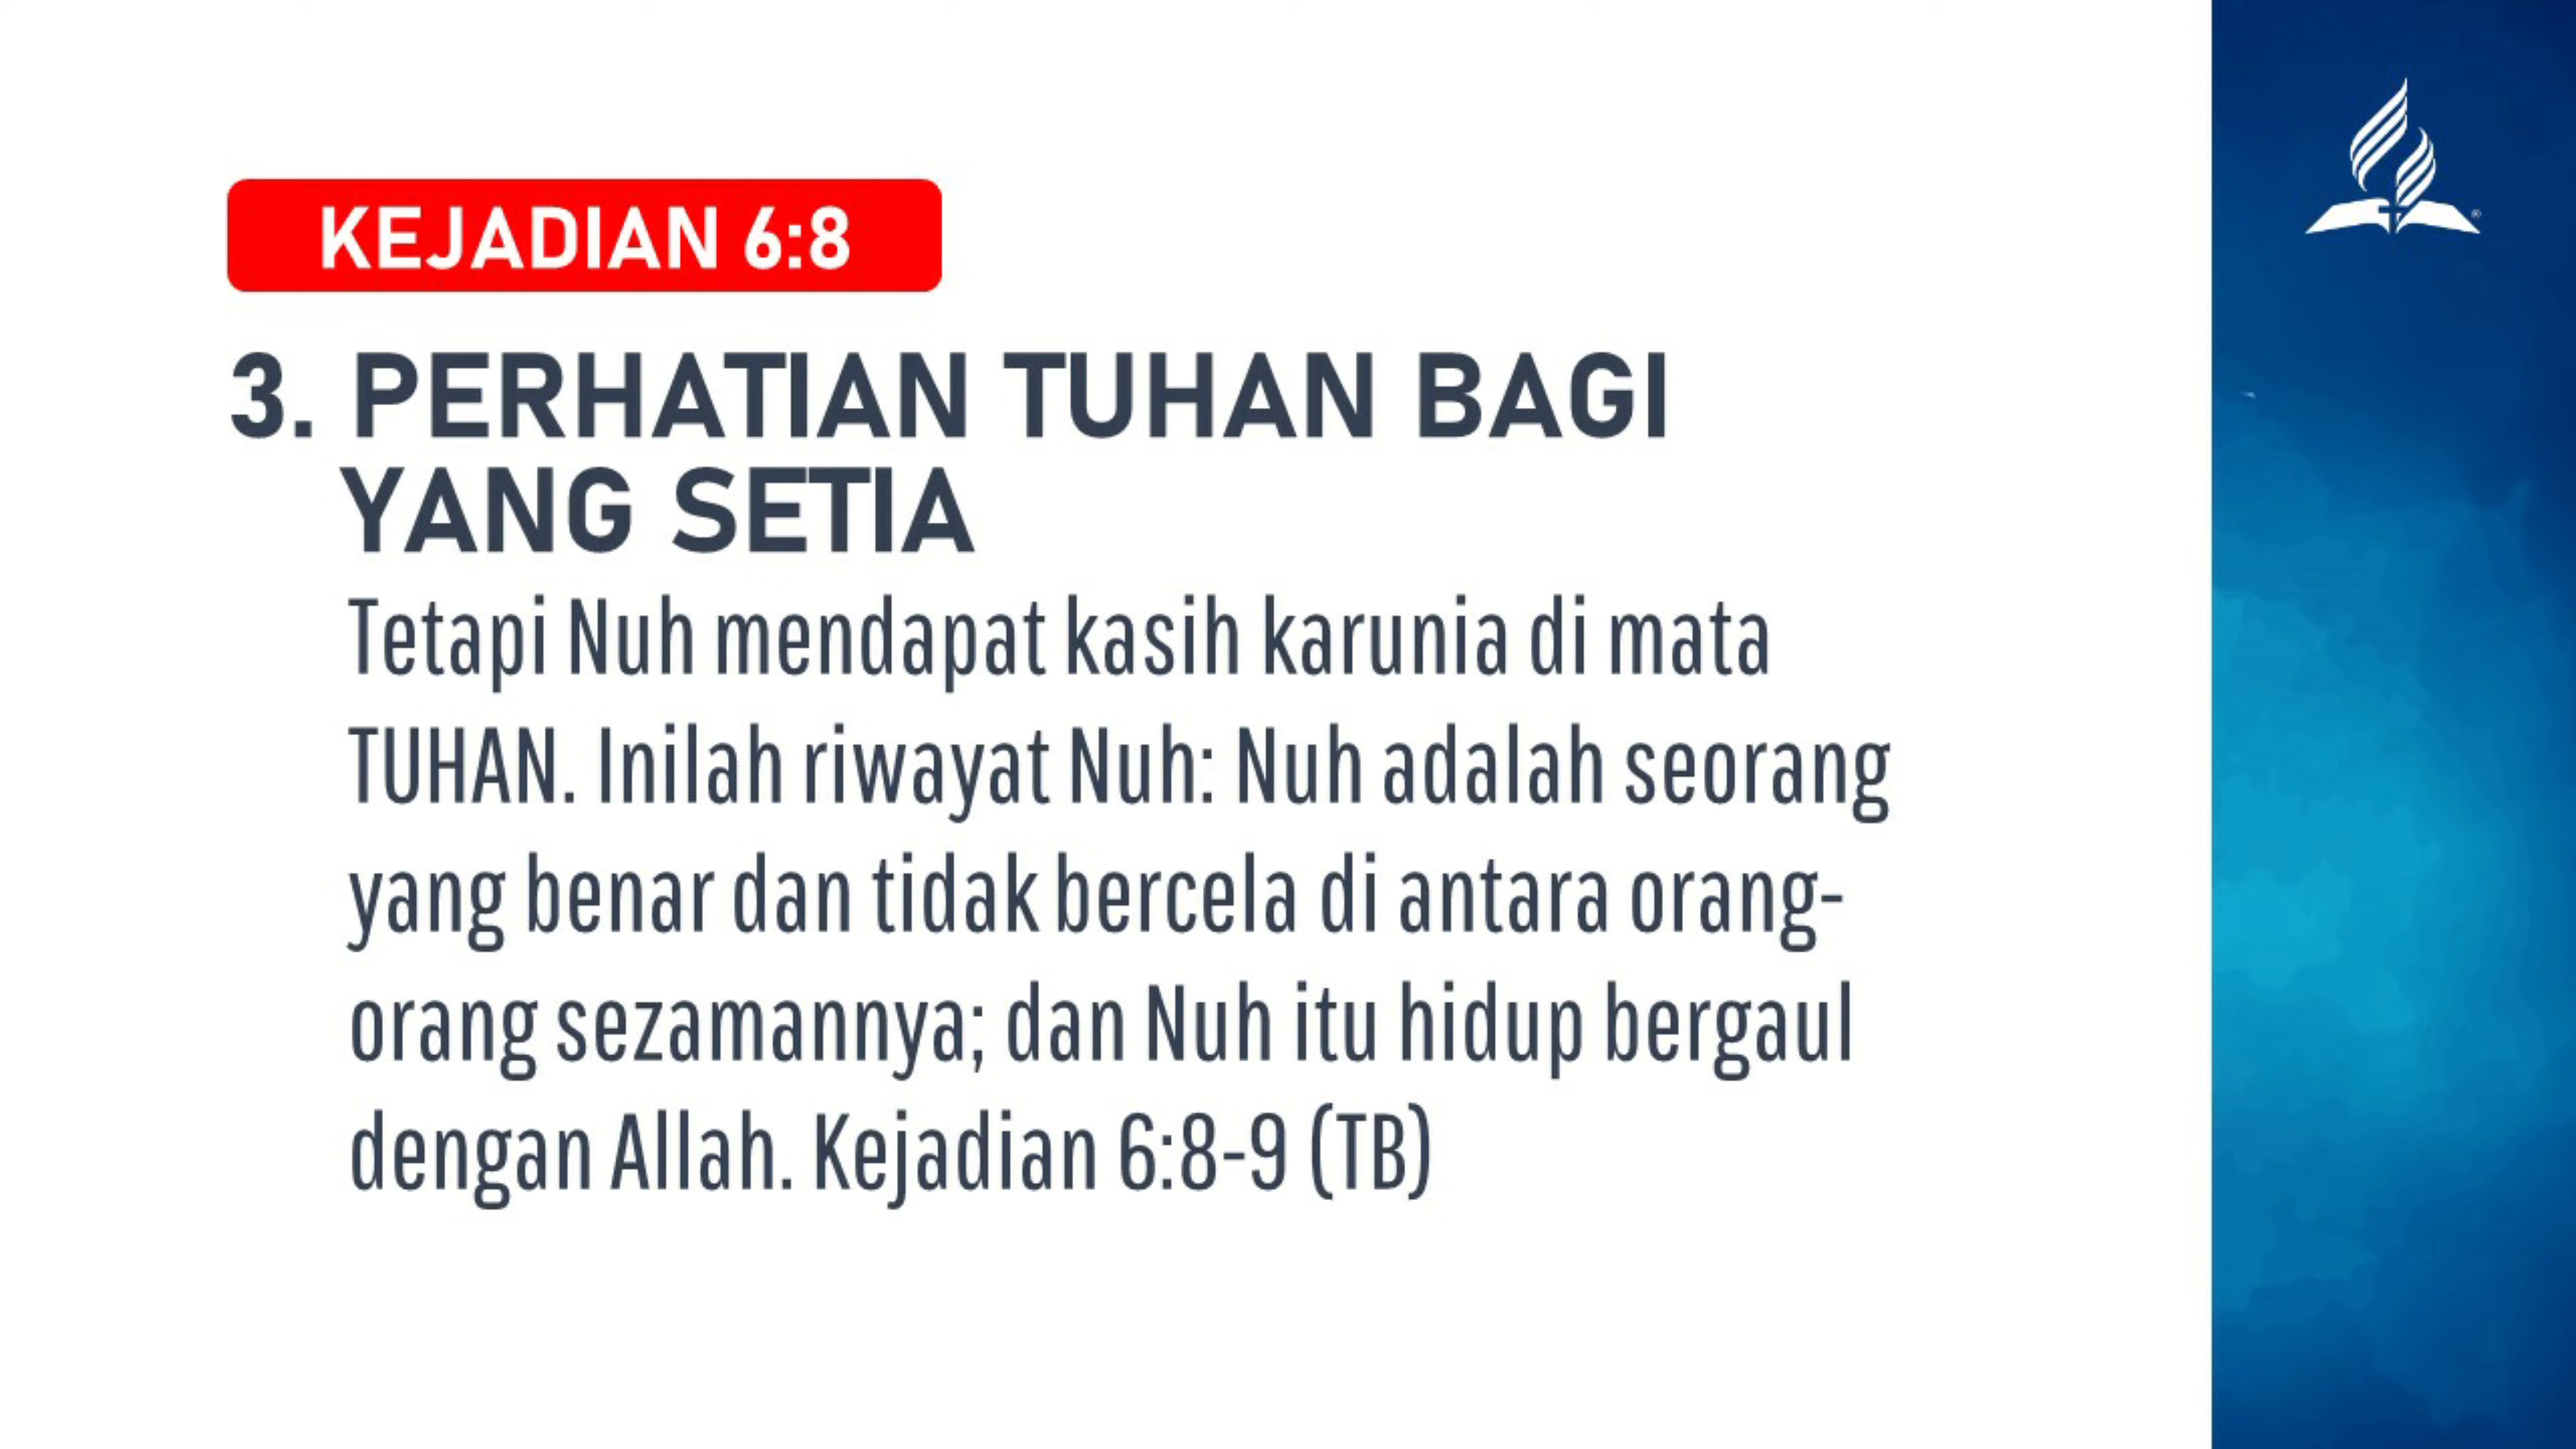 KEJADIAN 6:8
3. PERHATIAN TUHAN BAGI
YANG SETIA
Tetapi Nuh mendapat kasih karunia di mata
TUHAN. Inilah riwayat Nuh: Nuh adalah seorang
yang benar dan tidak bercela di antara orang-
orang sezamannya; dan Nuh itu hidup bergaul
dengan Allah. Kejadian 6:8-9 (TB)